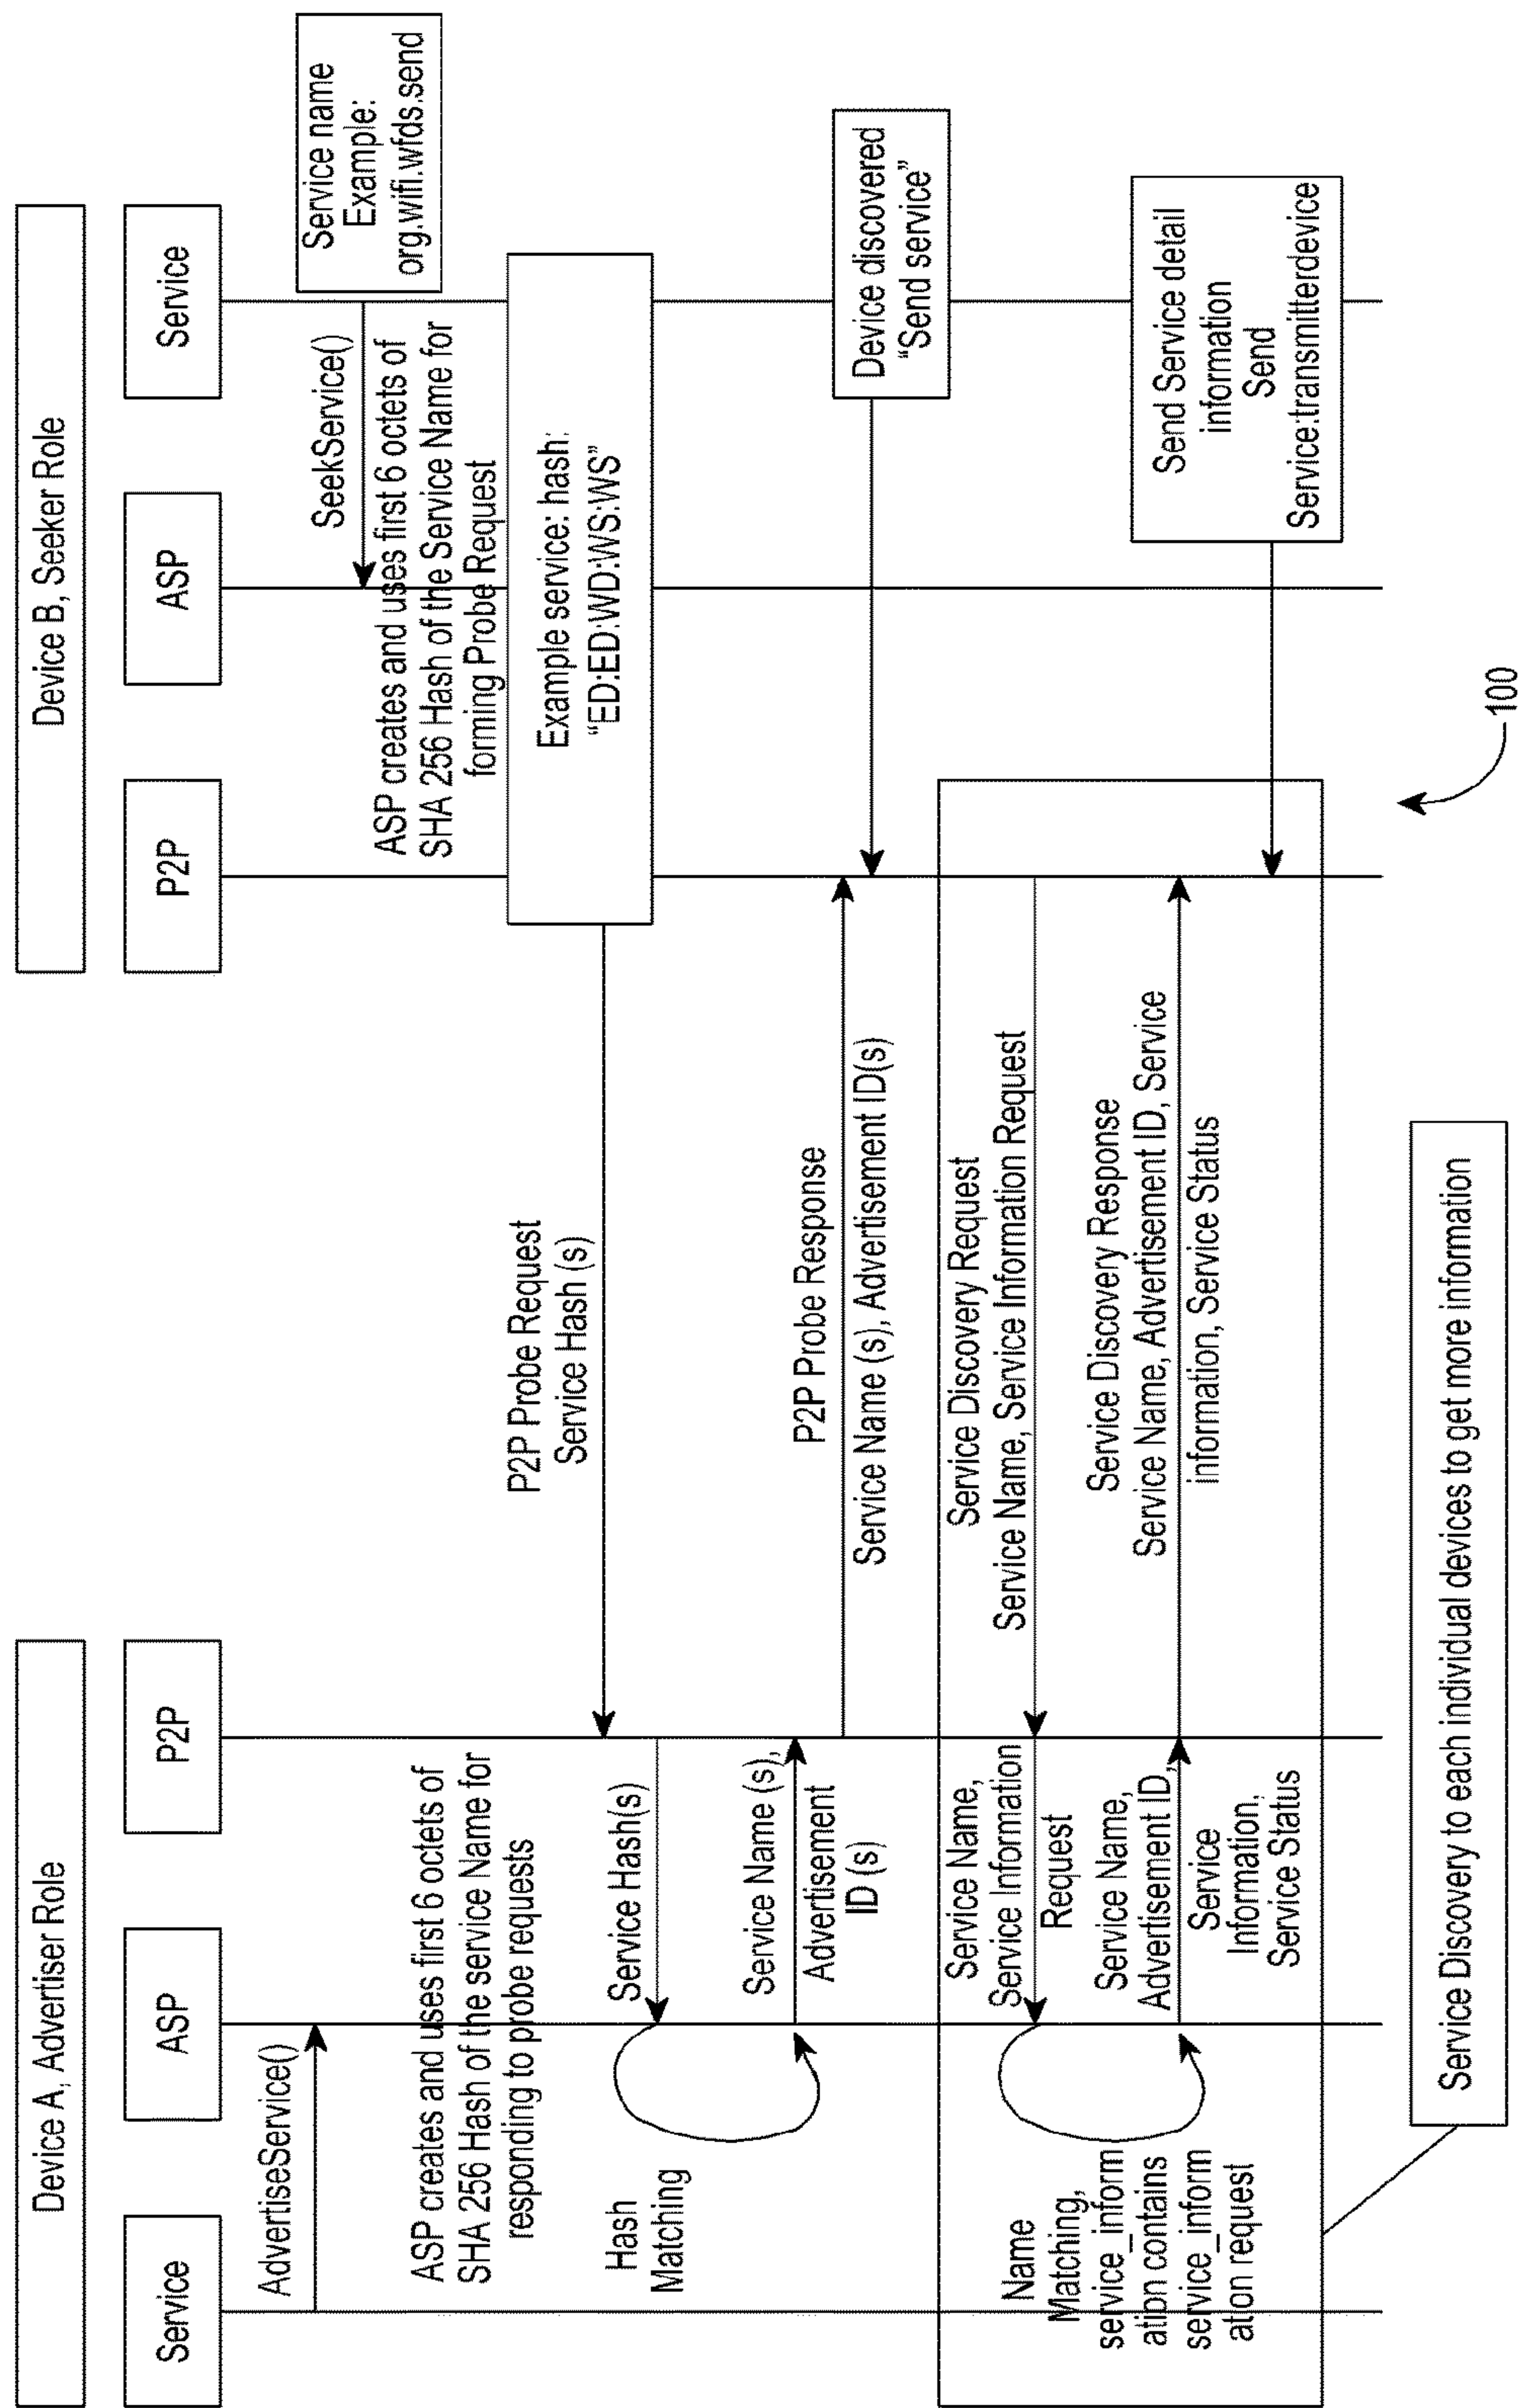 Device A, Advertiser Role
Device B, Seeker Role
Service
ASP
P2P
P2P
ASP
Service
AdvertiseService()
Service name
Example:
org.wifi.wfds.send
SeekService()
ASP creates and uses first 6 octets of
SHA 256 Hash of the service Name for
responding to probe requests
ASP creates and uses first 6 octets of
SHA 256 Hash of the Service Name for
forming Probe Request
P2P Probe Request
Service Hash (s)
Example service: hash:
“ED:ED:WD:WS:WS”
Hash
Matching
Service Hash(s)
Service Name (s),
Advertisement
ID (s)
P2P Probe Response
Service Name (s), Advertisement ID(s)
Device discovered
“Send service”
Name
Matching,
service_inform
ation contains
service_inform
ation request
Service Name,
Service Information
Request
Service Discovery Request
Service Name, Service Information Request
Service Name,
Advertisement ID,
Service
Information,
Service Status
Service Discovery Response
Service Name, Advertisement ID, Service
information, Service Status
Send Service detail
information
Send
Service:transmitterdevice
Service Discovery to each individual devices to get more information
100